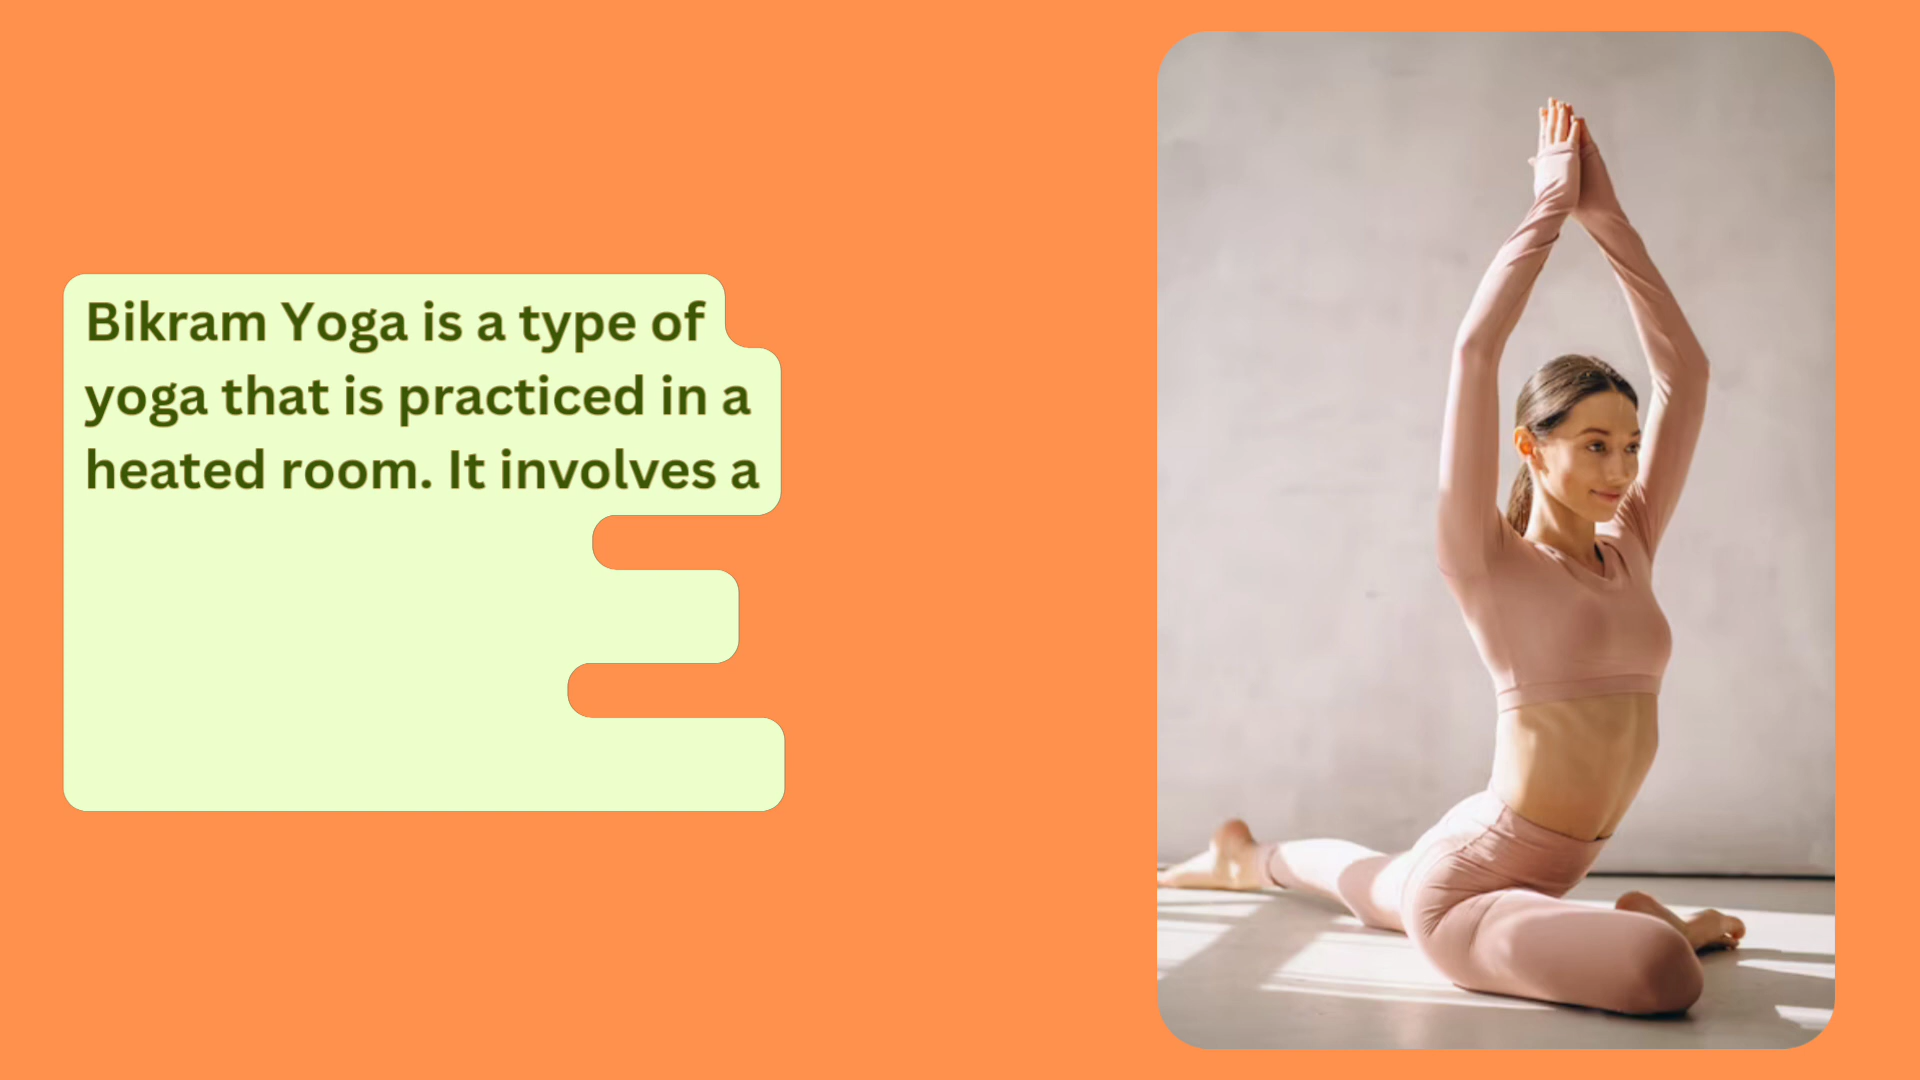 Bikram Yoga is a type of
yoga that is practiced in a
heated room. It involves a